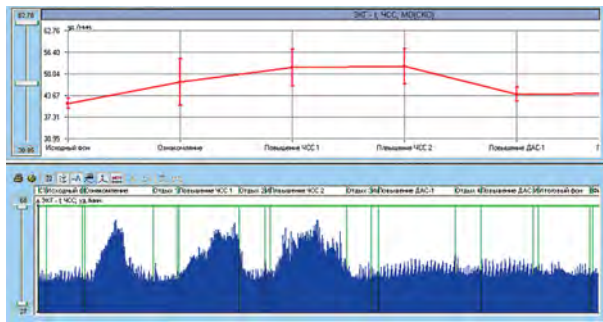 62.76 ЭКГ - t, ЧСС, MO(СКО)
62.76 уд./мин.
56.40
50.04
43.67
37.31
30.95
30.95 Исходный фон Ознакомление Повышение ЧСС 1 Повышение ЧСС 2 Повышение ДАС-1
Исходный Ознакомление Отдых Повышение ЧСС 1 Отдых Повышение ЧСС 2 Отдых Повышение ДАС-1 Отдых Повышение ДАС Итоговый фон
68 ЭКГ - t, ЧСС, уд./мин.